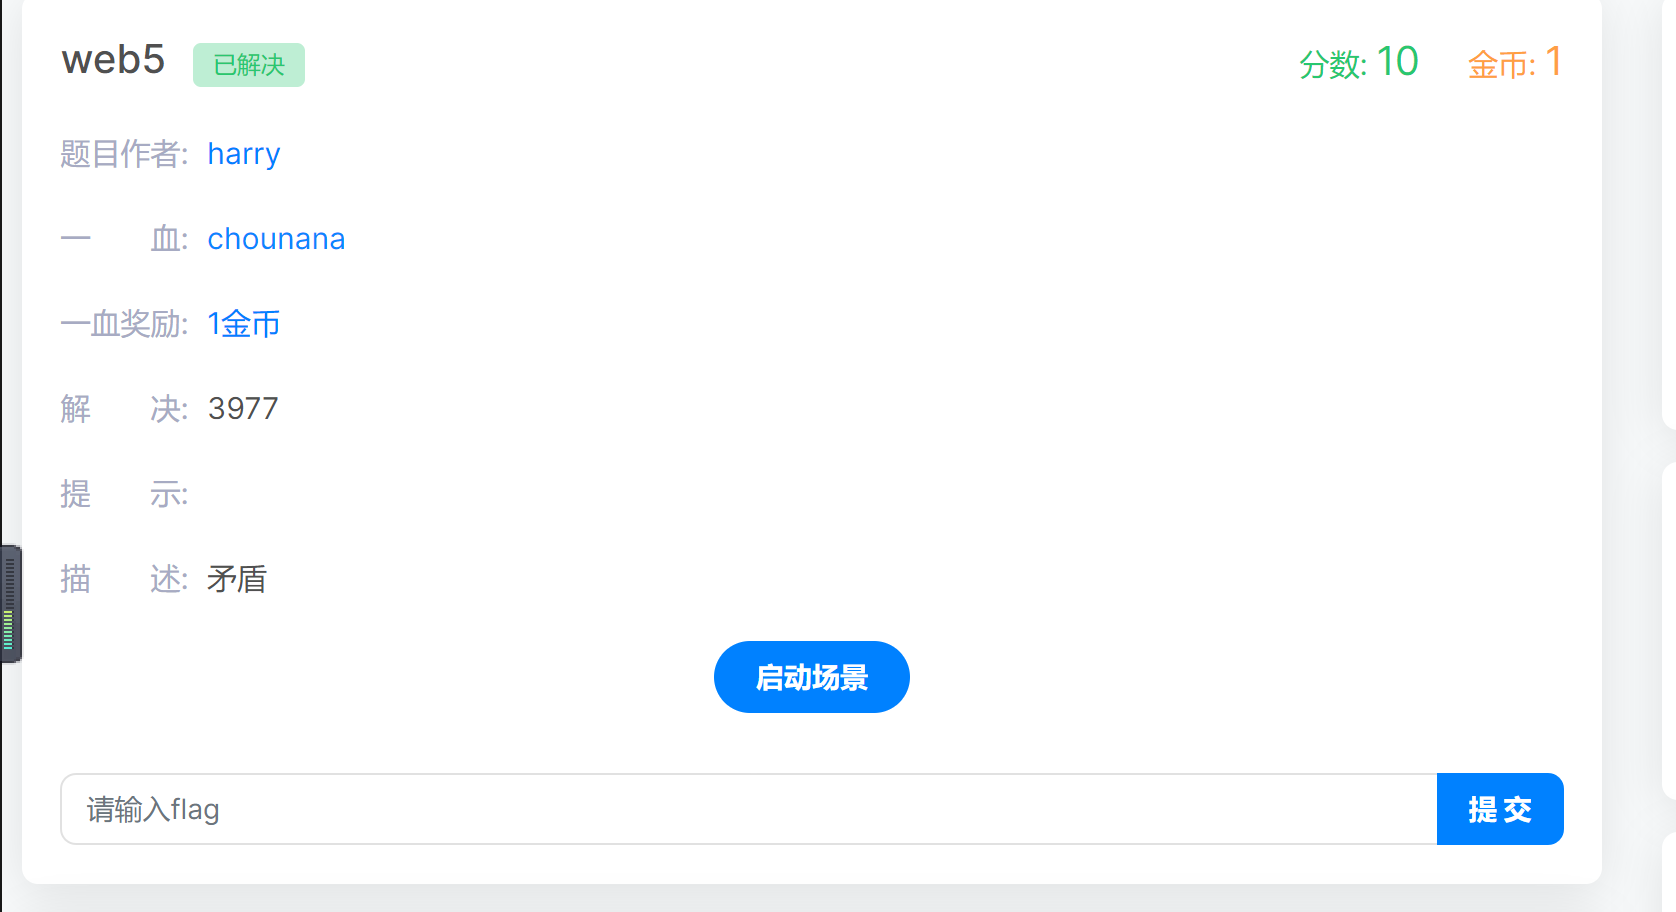 web5 已解决 分数: 10 金币: 1
题目作者: harry
一 血: chounana
一血奖励: 1金币
解 决: 3977
提 示:
描 述: 矛盾
启动场景
请输入flag 提 交